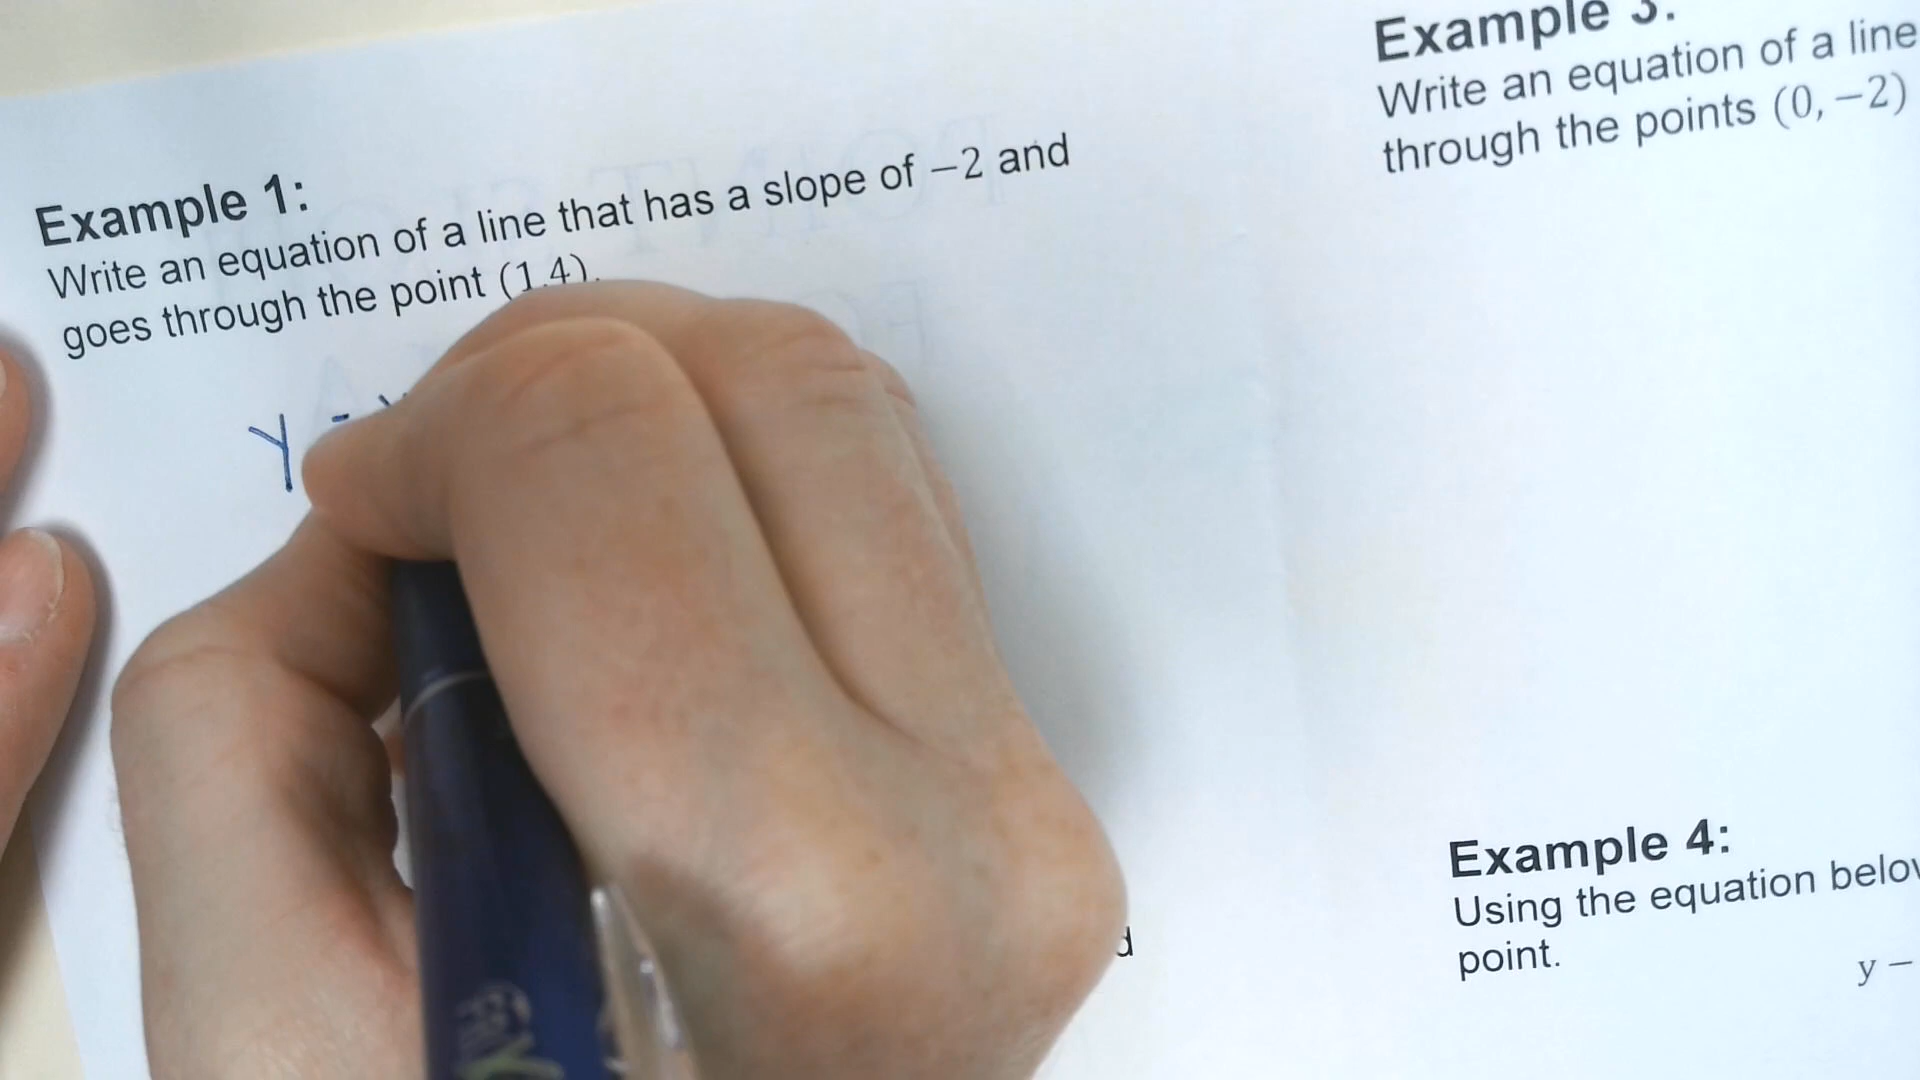 Example 1:
Write an equation of a line that has a slope of −2 and
goes through the point (1,4).
y -
Example 3:
Write an equation of a line
through the points (0, −2)
Example 4:
Using the equation
point.
y −